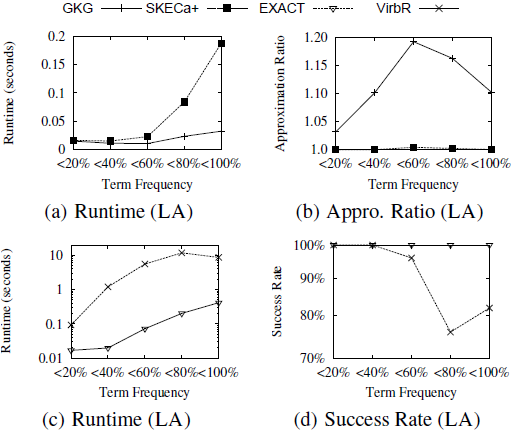 GKG SKECa+ EXACT VirbR
0.2
0.15
0.1
0.05
0
<20% <40% <60% <80% <100%
Runtime (seconds)
Term Frequency
(a) Runtime (LA)
1.20
1.15
1.10
1.05
1.0
<20% <40% <60% <80% <100%
Approximation Ratio
Term Frequency
(b) Appro. Ratio (LA)
10
1
0.1
0.01
<20% <40% <60% <80% <100%
Runtime (seconds)
Term Frequency
(c) Runtime (LA)
100%
90%
80%
70%
<20% <40% <60% <80% <100%
Success Rate
Term Frequency
(d) Success Rate (LA)